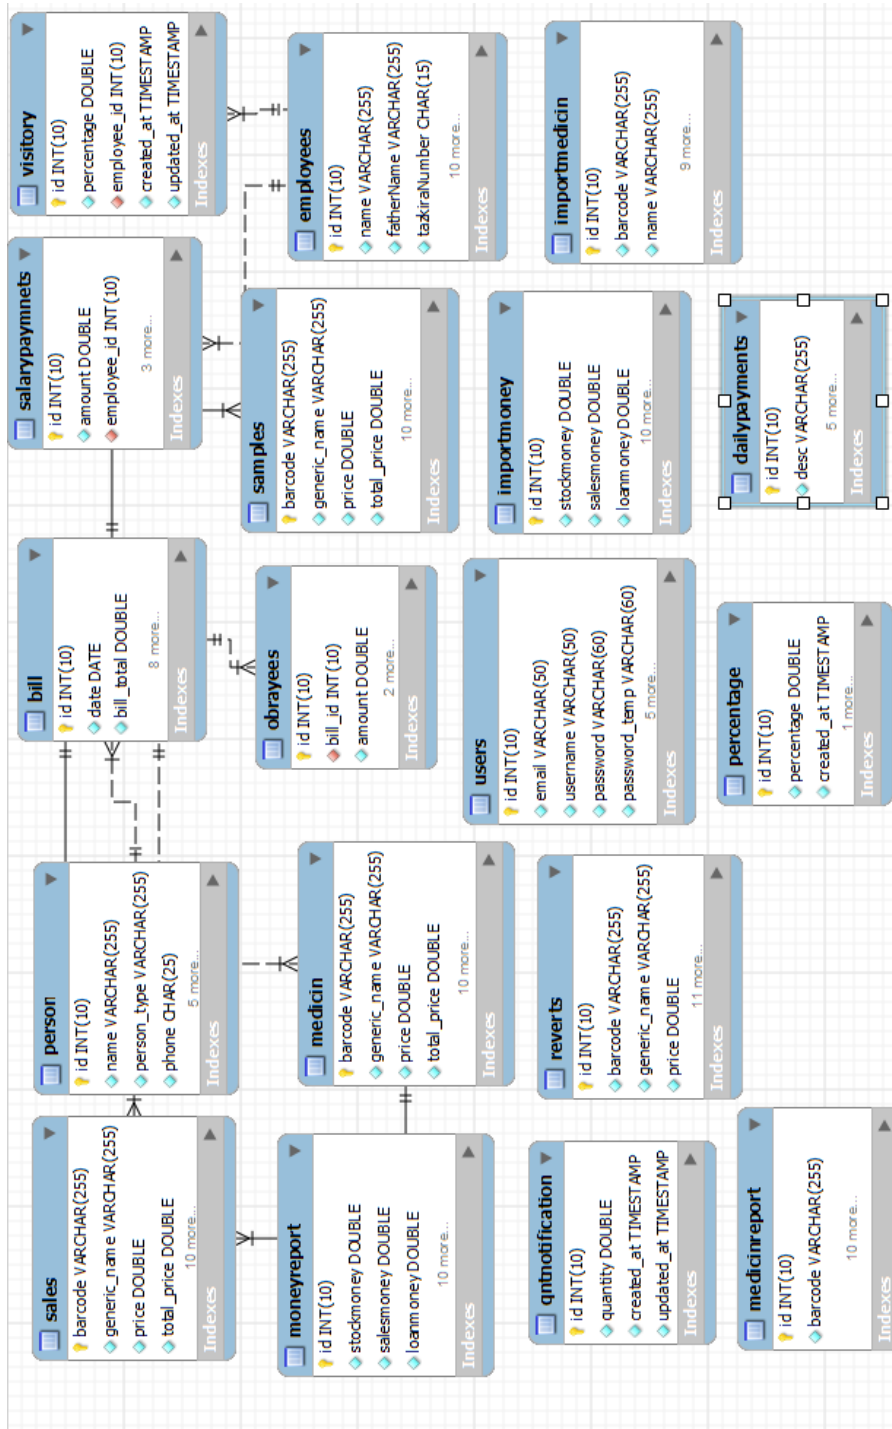 sales
barcode VARCHAR(255)
generic_name VARCHAR(255)
price DOUBLE
total_price DOUBLE
10 more...
Indexes
person
id INT(10)
name VARCHAR(255)
person_type VARCHAR(255)
phone CHAR(25)
5 more...
Indexes
bill
id INT(10)
date DATE
bill_total DOUBLE
8 more...
Indexes
salarypaymnets
id INT(10)
amount DOUBLE
employee_id INT(10)
3 more...
Indexes
visitory
id INT(10)
percentage DOUBLE
employee_id INT(10)
created_at TIMESTAMP
updated_at TIMESTAMP
Indexes
moneyreport
id INT(10)
stockmoney DOUBLE
salesmoney DOUBLE
loanmoney DOUBLE
10 more...
Indexes
medicin
barcode VARCHAR(255)
generic_name VARCHAR(255)
price DOUBLE
total_price DOUBLE
10 more...
Indexes
obrayees
id INT(10)
bill_id INT(10)
amount DOUBLE
2 more...
Indexes
samples
barcode VARCHAR(255)
generic_name VARCHAR(255)
price DOUBLE
total_price DOUBLE
10 more...
Indexes
employees
id INT(10)
name VARCHAR(255)
fatherName VARCHAR(255)
tazkiraNumber CHAR(15)
10 more...
Indexes
qntnotification
id INT(10)
quantity DOUBLE
created_at TIMESTAMP
updated_at TIMESTAMP
Indexes
reverts
id INT(10)
barcode VARCHAR(255)
generic_name VARCHAR(255)
price DOUBLE
11 more...
Indexes
users
id INT(10)
email VARCHAR(50)
username VARCHAR(50)
password VARCHAR(60)
password_temp VARCHAR(60)
5 more...
Indexes
importmoney
id INT(10)
stockmoney DOUBLE
salesmoney DOUBLE
loanmoney DOUBLE
10 more...
Indexes
importmedicin
id INT(10)
barcode VARCHAR(255)
name VARCHAR(255)
9 more...
Indexes
medicinreport
id INT(10)
barcode VARCHAR(255)
10 more...
Indexes
percentage
id INT(10)
percentage DOUBLE
created_at TIMESTAMP
1 more...
Indexes
dailypayments
id INT(10)
desc VARCHAR(255)
5 more...
Indexes